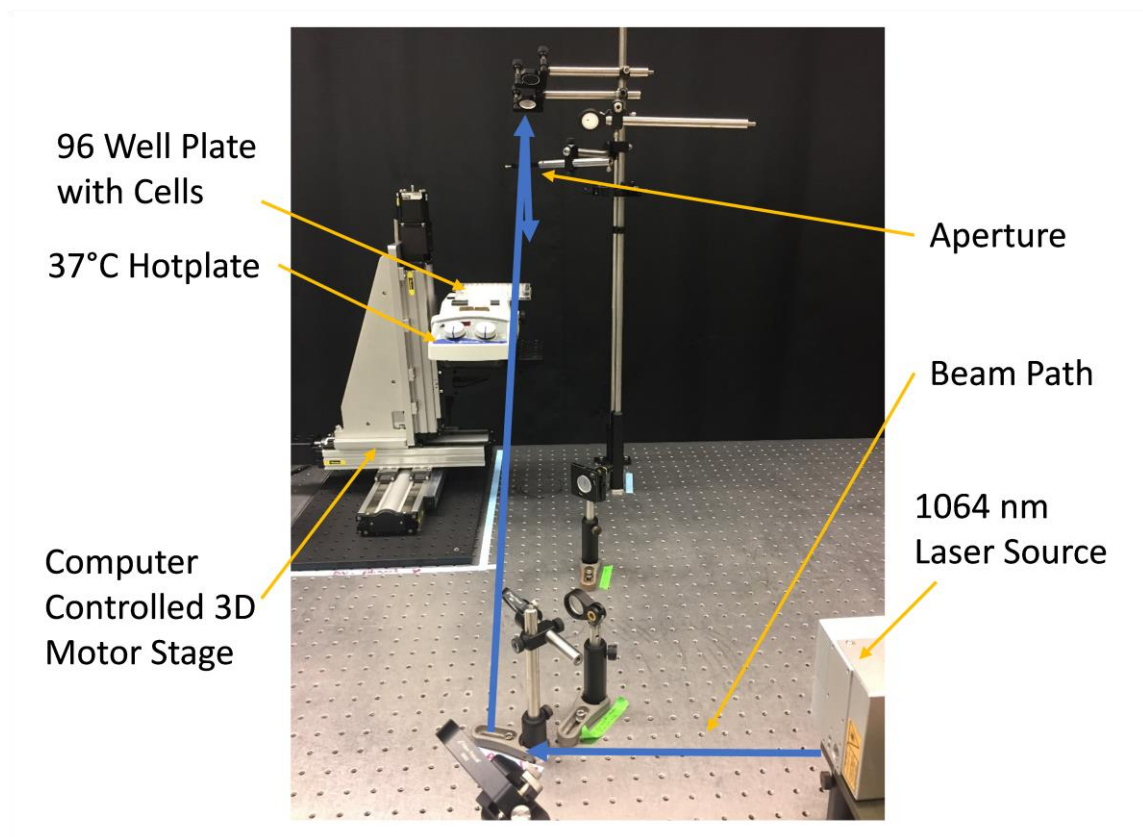 96 Well Plate
with Cells
37°C Hotplate
Computer
Controlled 3D
Motor Stage
Aperture
Beam Path
1064 nm
Laser Source